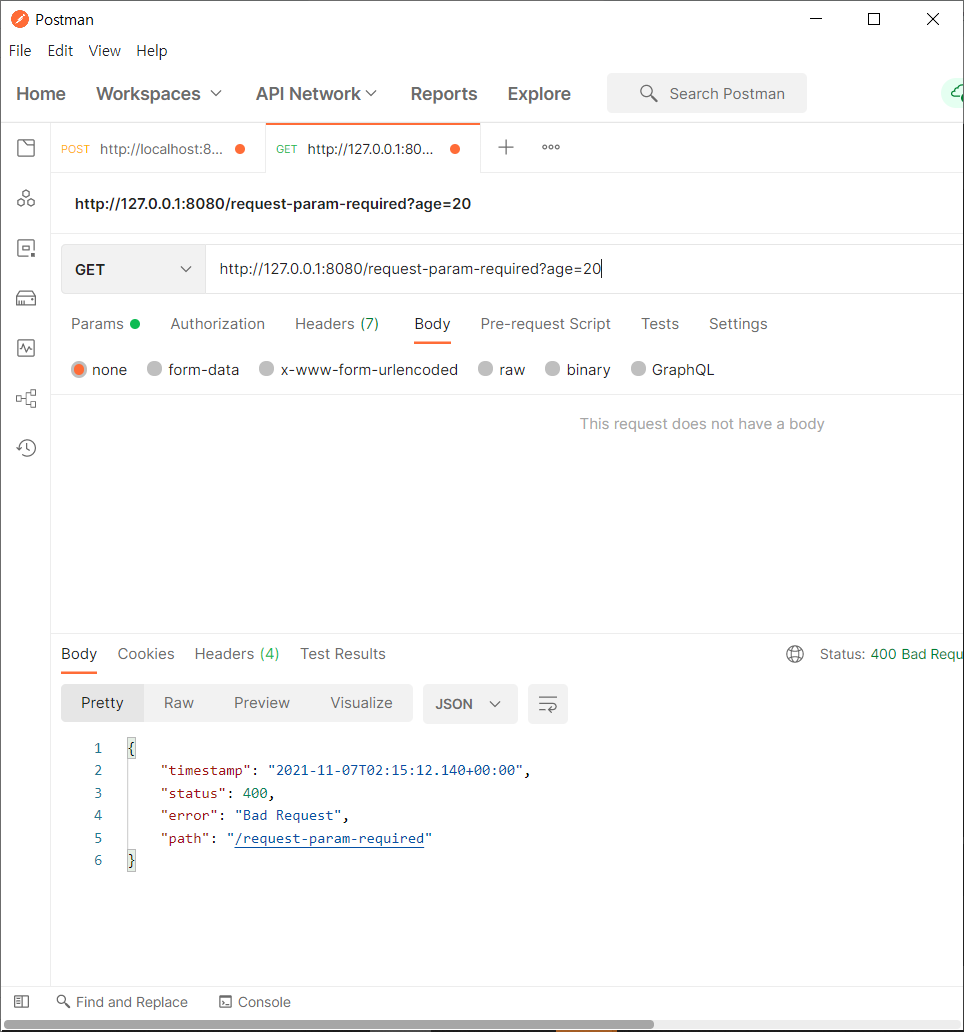 Postman
File Edit View Help
Home Workspaces API Network Reports Explore Search Postman
POST http://localhost:8... GET http://127.0.0.1:80...
http://127.0.0.1:8080/request-param-required?age=20
GET http://127.0.0.1:8080/request-param-required?age=20
Params Authorization Headers (7) Body Pre-request Script Tests Settings
none form-data x-www-form-urlencoded raw binary GraphQL
This request does not have a body
Body Cookies Headers (4) Test Results Status: 400 Bad Requ
Pretty Raw Preview Visualize JSON
1 {
2 "timestamp": "2021-11-07T02:15:12.140+00:00",
3 "status": 400,
4 "error": "Bad Request",
5 "path": "/request-param-required"
6 }
Find and Replace Console